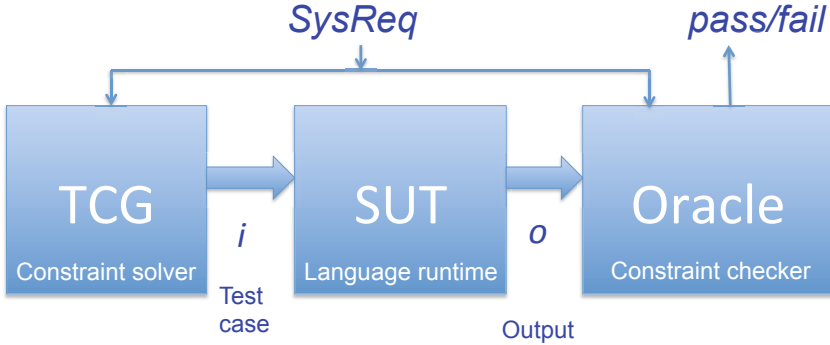 SysReq
pass/fail
TCG
Constraint solver
i
Test
case
SUT
Language runtime
o
Output
Oracle
Constraint checker